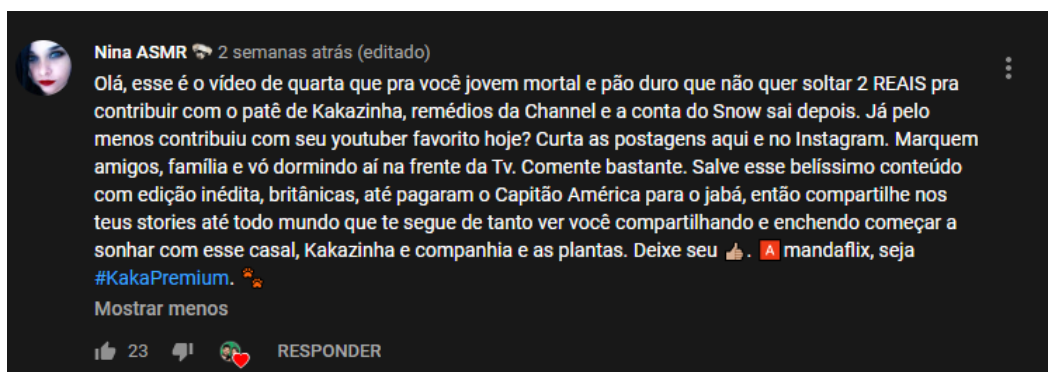 Nina ASMR 2 semanas atrás (editado)
Olá, esse é o vídeo de quarta que pra você jovem mortal e pão duro que não quer soltar 2 REAIS pra
contribuir com o patê de Kakazinha, remédios da Channel e a conta do Snow sai depois. Já pelo
menos contribuiu com seu youtuber favorito hoje? Curta as postagens aqui e no Instagram. Marquem
amigos, família e vó dormindo aí na frente da Tv. Comente bastante. Salve esse belíssimo conteúdo
com edição inédita, britânicas, até pagaram o Capitão América para o jabá, então compartilhe nos
teus stories até todo mundo que te segue de tanto ver você compartilhando e enchendo começar a
sonhar com esse casal, Kakazinha e companhia e as plantas. Deixe seu 👍🏼. 🅰 mandaflix, seja
#KakaPremium. 🐾
Mostrar menos
23 RESPONDER